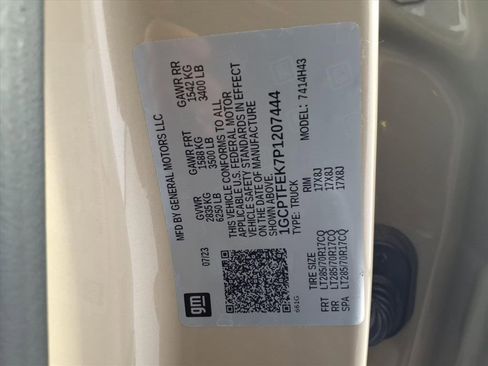 gm
MFD BY GENERAL MOTORS LLC
07/23
GVWR
2835 KG
6250 LB
GAWR FRT
1588 KG
3500 LB
GAWR RR
1542 KG
3400 LB
THIS VEHICLE CONFORMS TO ALL
APPLICABLE U.S. FEDERAL MOTOR
VEHICLE SAFETY STANDARDS IN EFFECT
ON THE DATE OF MANUFACTURE
SHOWN ABOVE.
1GCPTFEK7P1207444
TYPE: TRUCK
MODEL: 7414H43
661G
TIRE SIZE
RIM
FRT LT285/70R17CQ 17X8J
RR LT285/70R17CQ 17X8J
SPA LT285/70R17CQ 17X8J